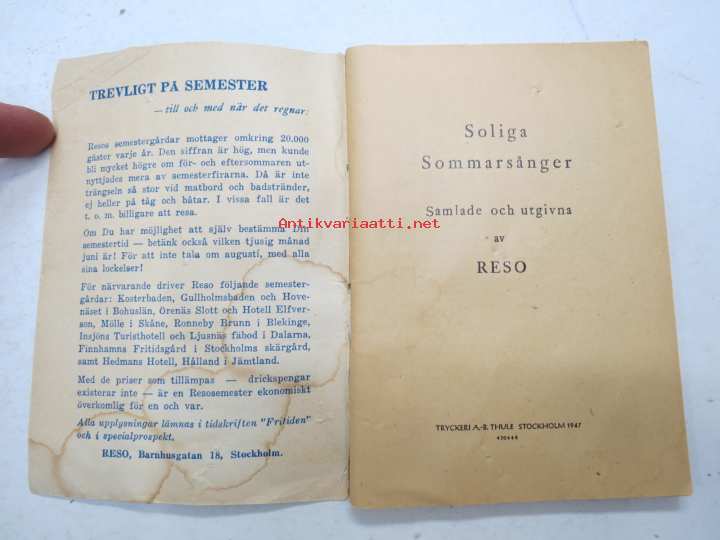 TREVLIGT PÅ SEMESTER
— till och med när det regnar:
Resos semestergårdar mottager omkring 20.000
gäster varje år. Den siffran är hög, men kunde
bli mycket högre om för- och eftersommaren ut-
nyttjades mera av semesterfirarna. Då är inte
trängseln så stor vid matbord och badstränder,
ej heller på tåg och båtar. I vissa fall är det
t. o. m. billigare att resa.
Om Du har möjlighet att själv bestämma Din
semestertid — betänk också vilken tjusig månad
juni är! För att inte tala om augusti, med alla
sina lockelser!
För närvarande driver Reso följande semester-
gårdar: Kosterbaden, Gullholmsbaden och Hove-
näset i Bohuslän, Örenäs Slott och Hotell Elfver-
son, Mölle i Skåne, Ronneby Brunn i Blekinge,
Insjöns Turisthotell och Ljusnäs fäbod i Dalarna,
Finnhamns Fritidsgård i Stockholms skärgård,
samt Hedmans Hotell, Hålland i Jämtland.
Med de priser som tillämpas — drickspengar
existerar inte — är en Resosemester ekonomiskt
överkomlig för en och var.
Alla upplysningar lämnas i tidskriften "Fritiden"
och i specialprospekt.
RESO, Barnhusgatan 18, Stockholm.
Soliga
Sommarsånger
Samlade och utgivna
av
RESO
TRYCKERI A.-B. THULE STOCKHOLM 1947
Antikvariaatti.net